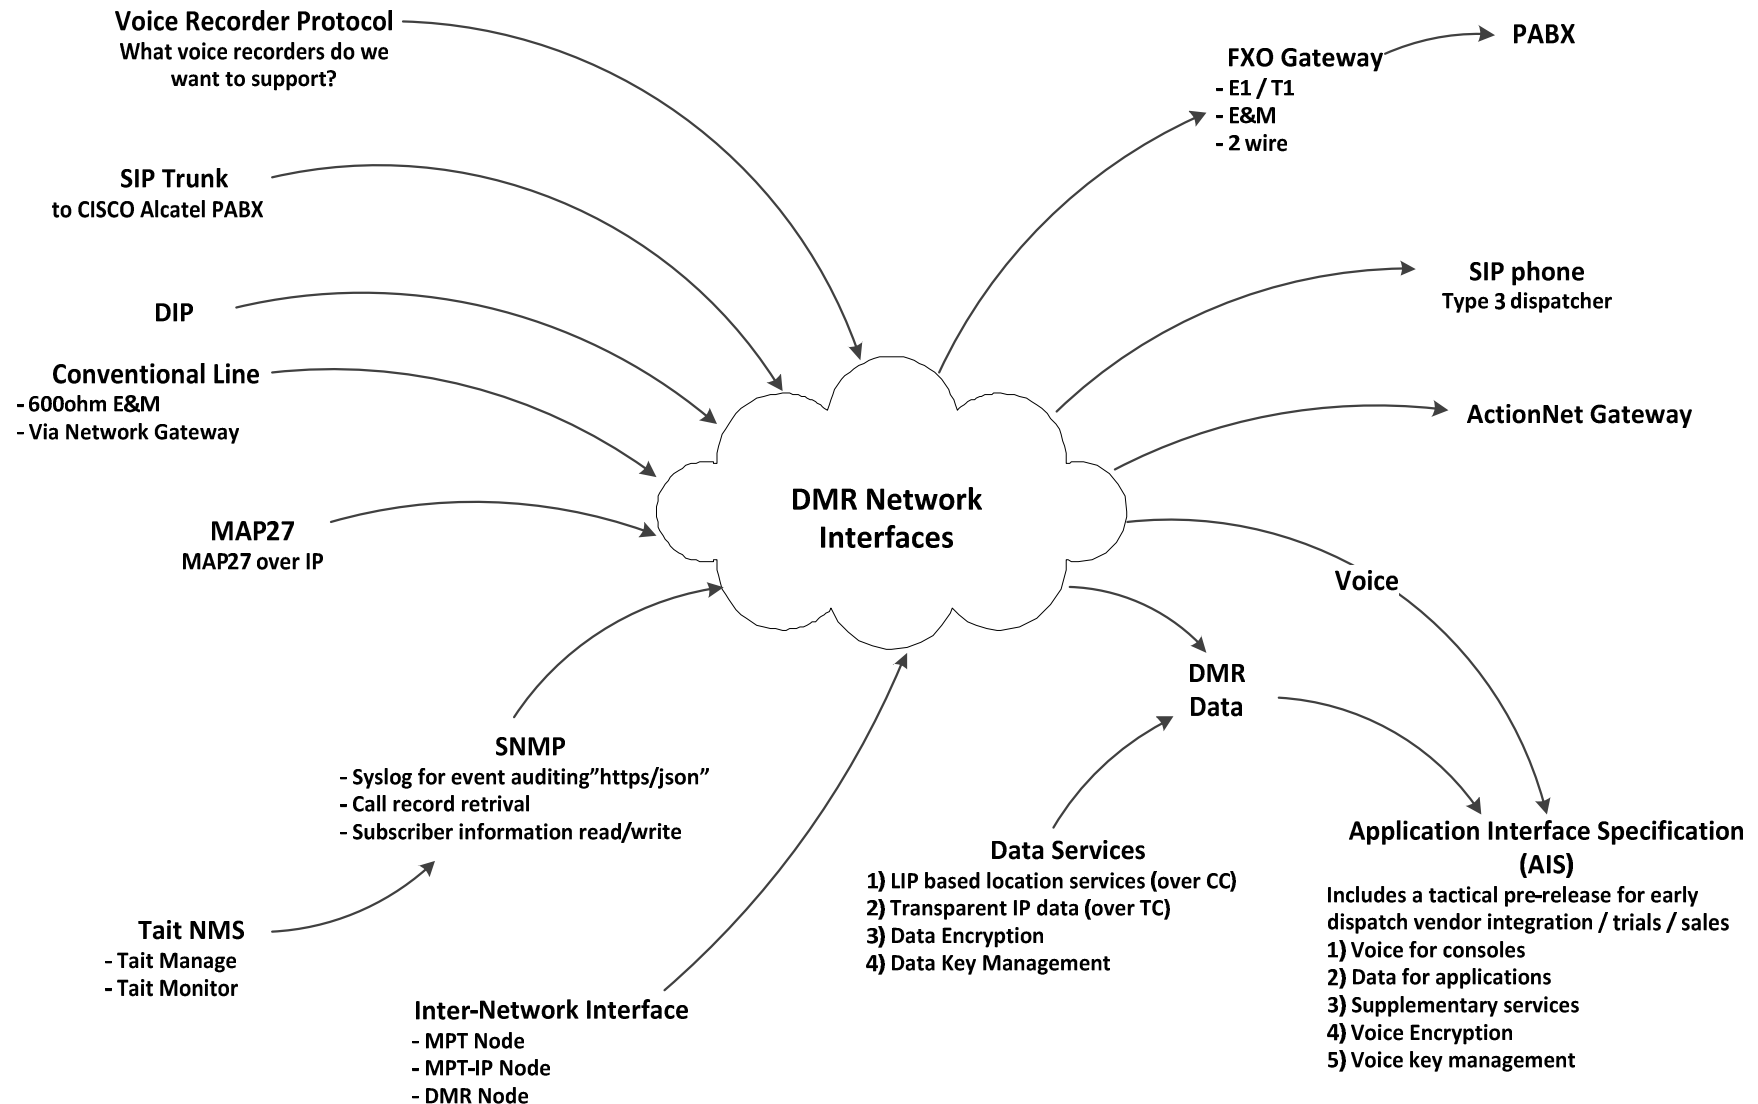 Voice Recorder Protocol
What voice recorders do we
want to support?
SIP Trunk
to CISCO Alcatel PABX
DIP
Conventional Line
- 600ohm E&M
- Via Network Gateway
MAP27
MAP27 over IP
SNMP
- Syslog for event auditing”https/json”
- Call record retrival
- Subscriber information read/write
Tait NMS
- Tait Manage
- Tait Monitor
Inter-Network Interface
- MPT Node
- MPT-IP Node
- DMR Node
DMR Network
Interfaces
FXO Gateway
- E1 / T1
- E&M
- 2 wire
PABX
SIP phone
Type 3 dispatcher
ActionNet Gateway
Voice
DMR
Data
Data Services
1) LIP based location services (over CC)
2) Transparent IP data (over TC)
3) Data Encryption
4) Data Key Management
Application Interface Specification
(AIS)
Includes a tactical pre-release for early
dispatch vendor integration / trials / sales
1) Voice for consoles
2) Data for applications
3) Supplementary services
4) Voice Encryption
5) Voice key management